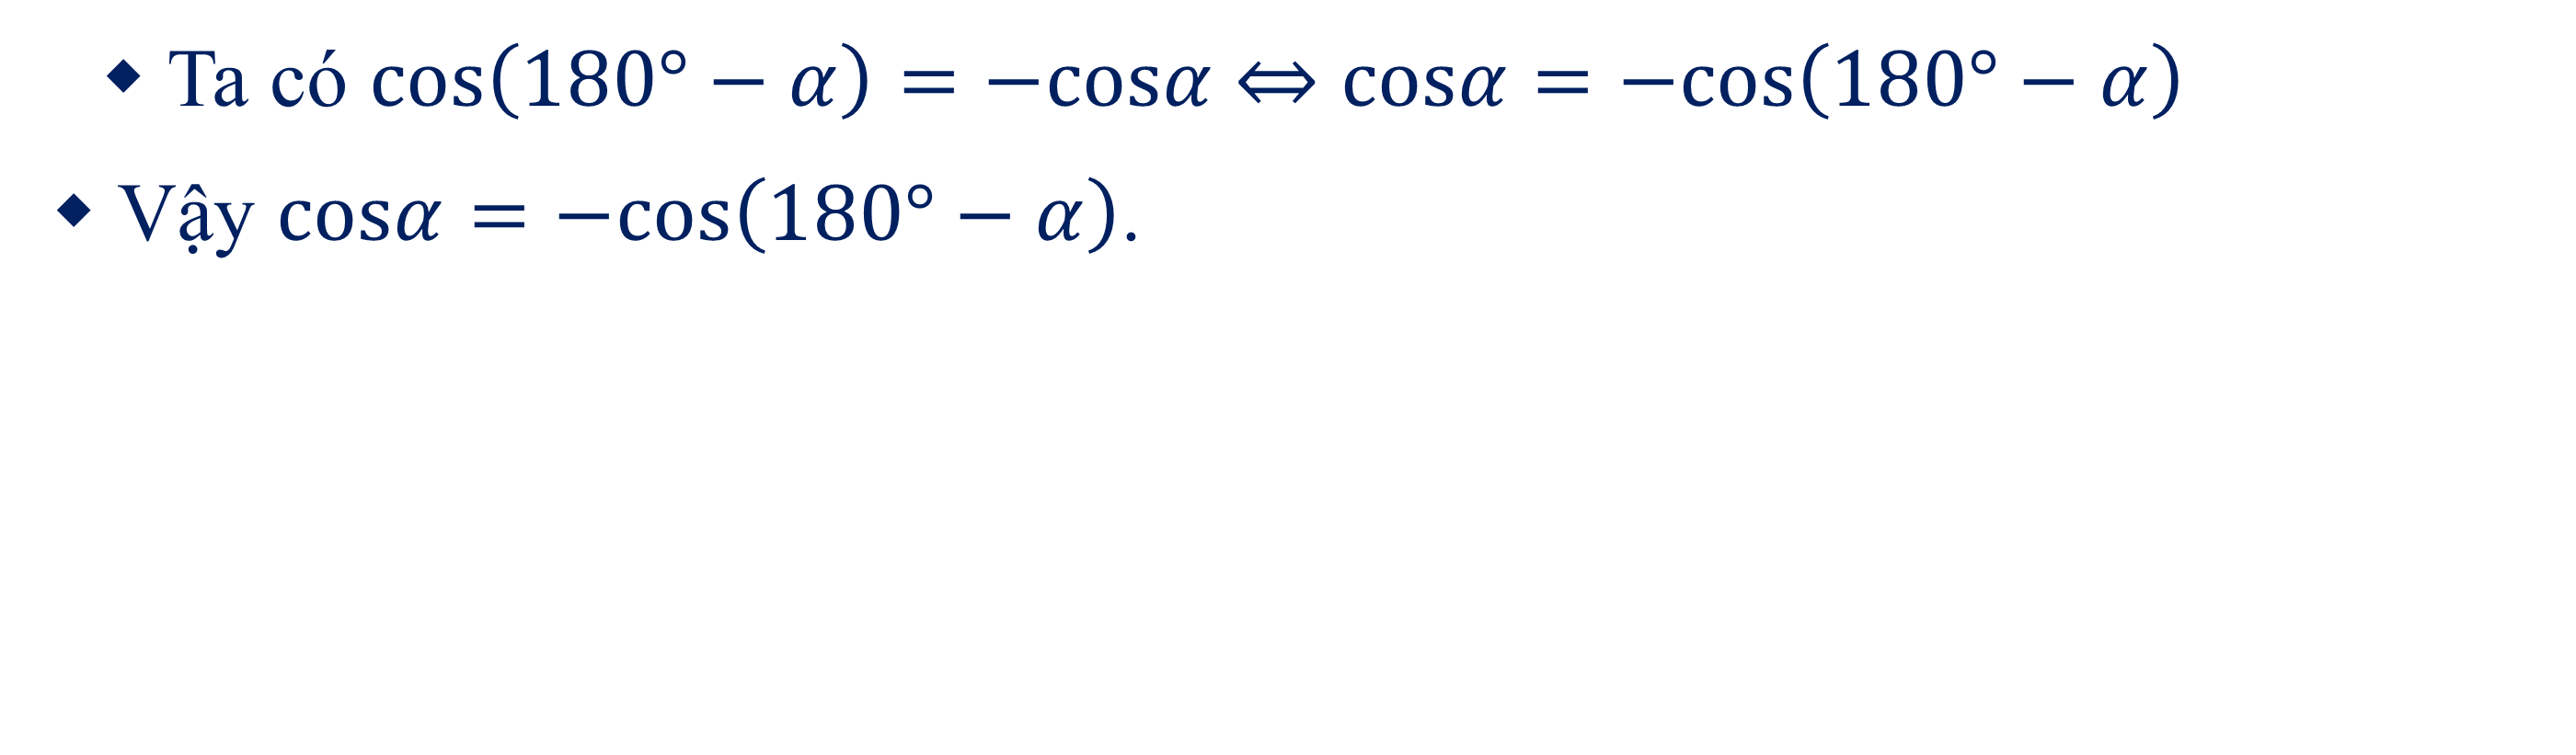 ◆ Ta có cos(180° − α) = −cosα ⇔ cosα = −cos(180° − α)
◆ Vậy cosα = −cos(180° − α).